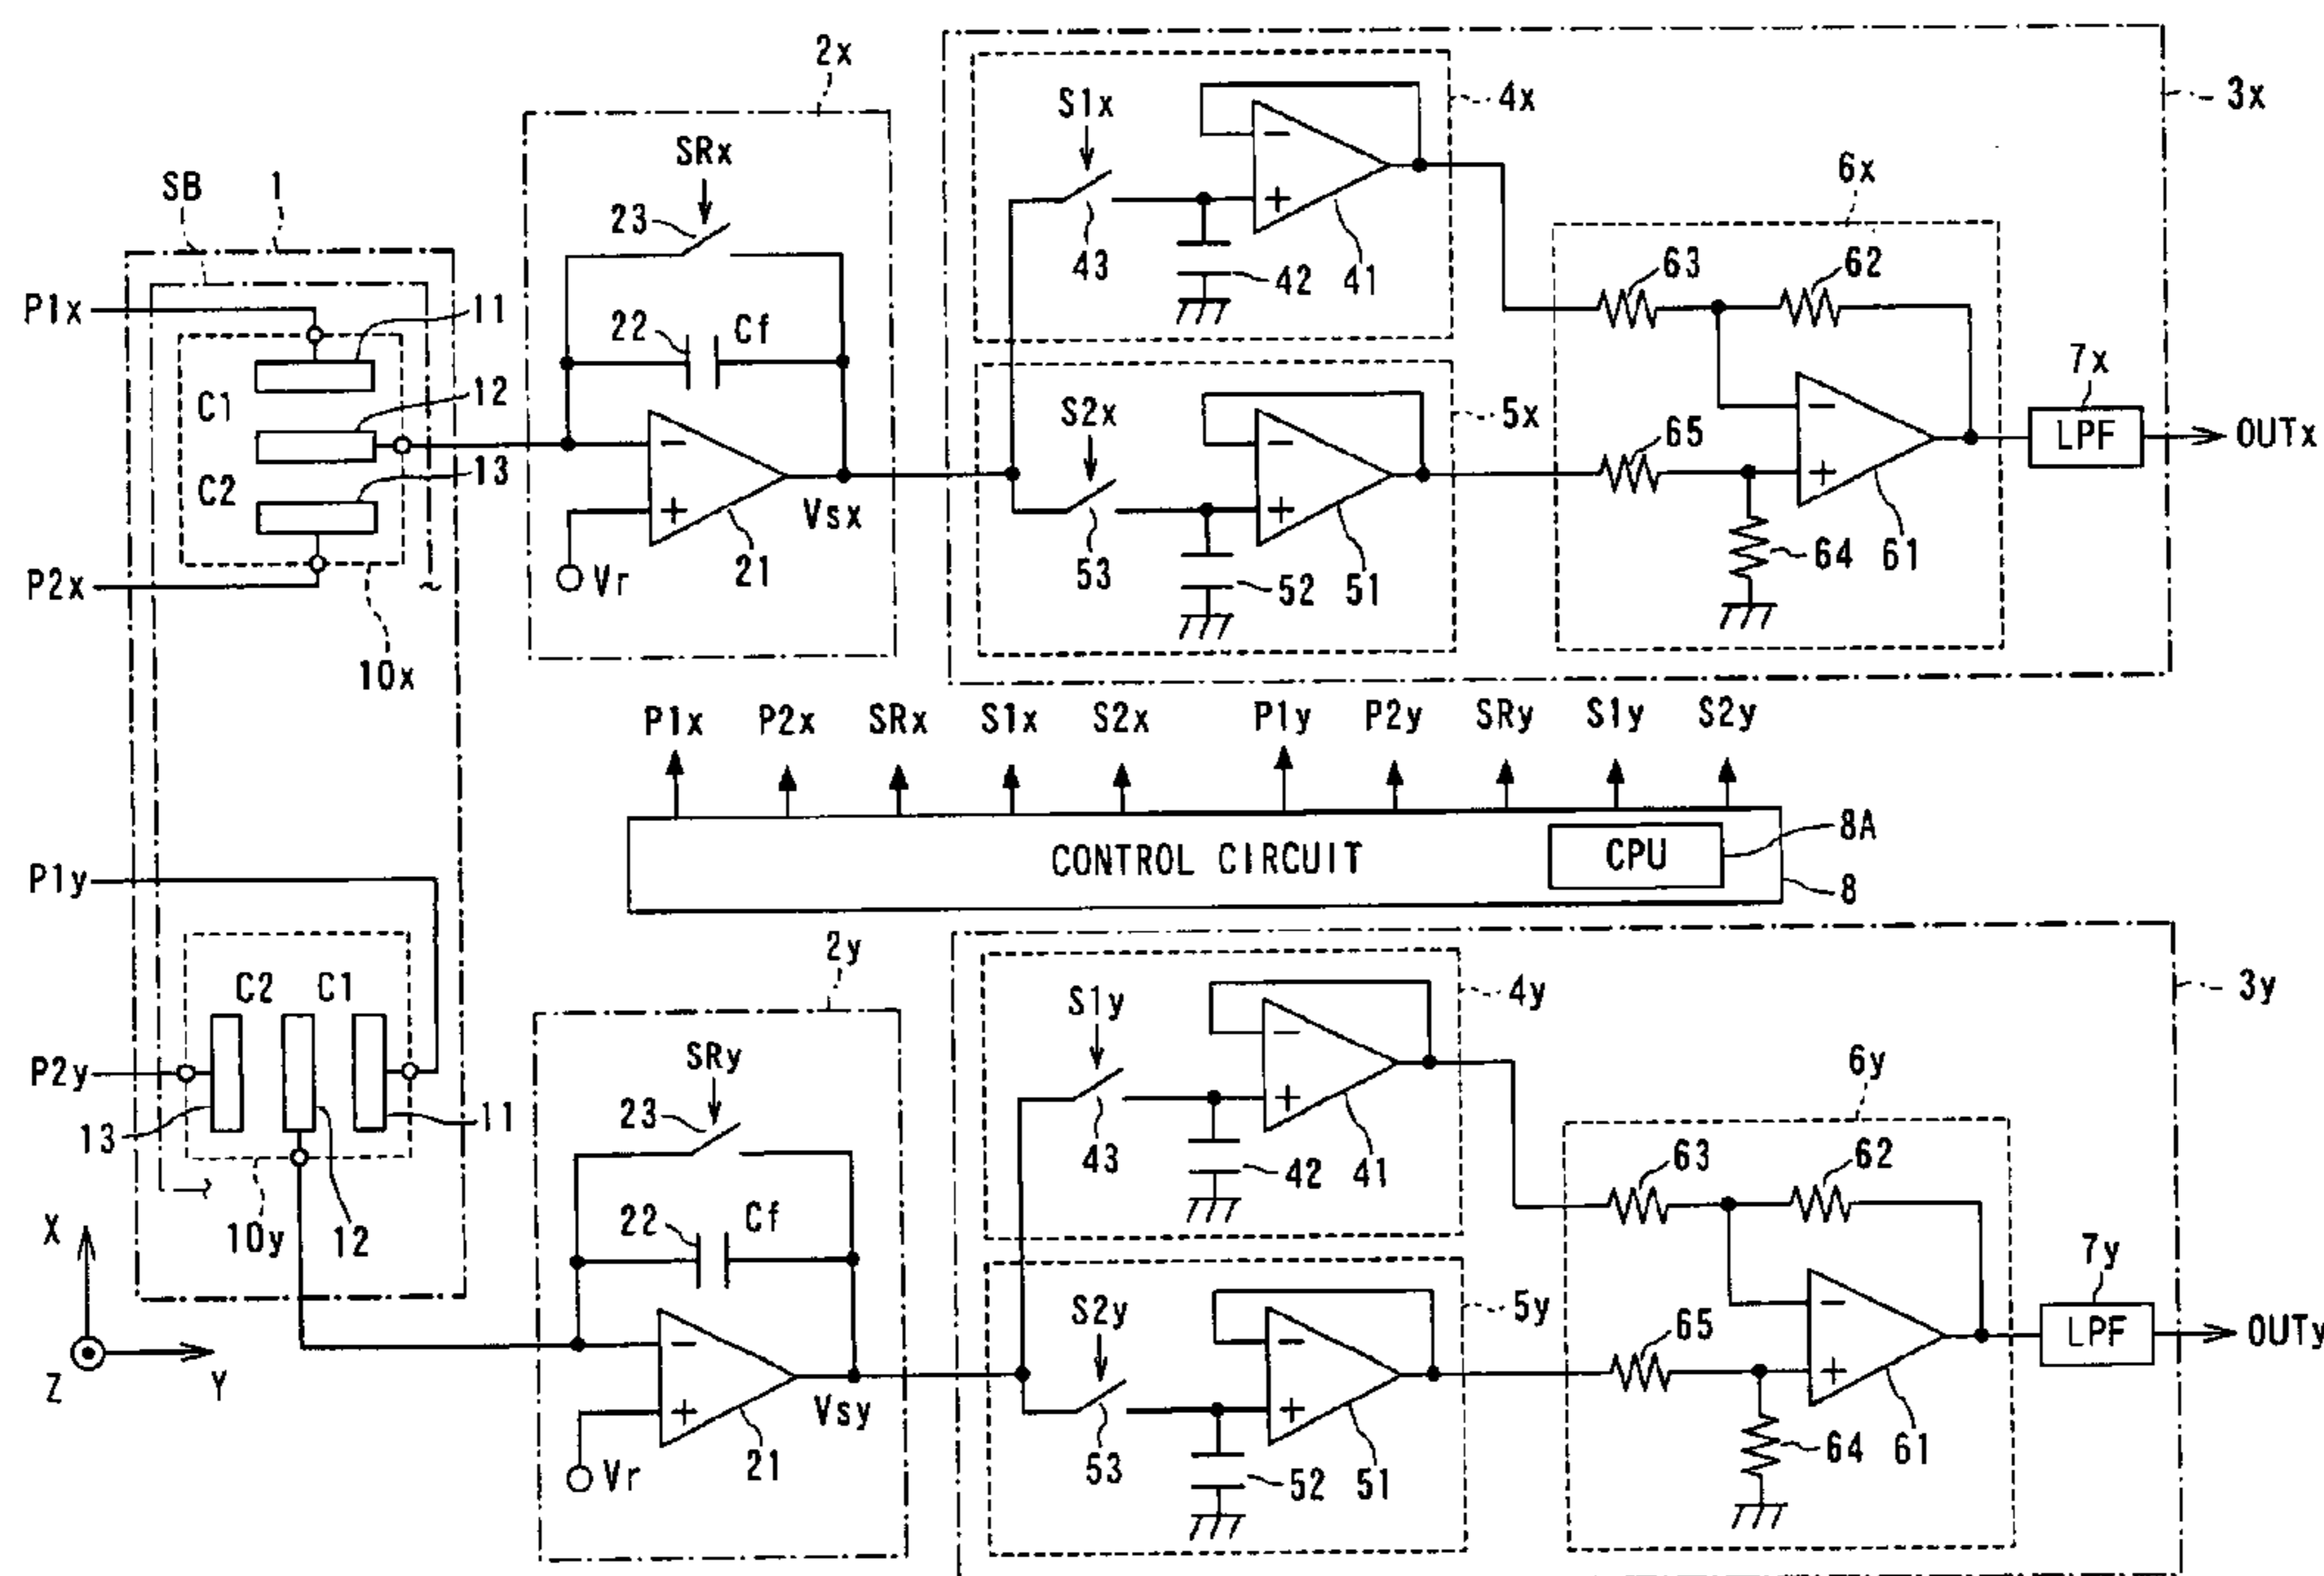 2x
3x
4x
S1x
SRx
6x
SB
1
23
43
42
41
63
62
P1x
11
22
Cf
7x
C1
12
S2x
5x
LPF
OUTx
65
C2
13
Vsx
P2x
Vr
21
53
52
51
64
61
10x
P1x
P2x
SRx
S1x
S2x
P1y
P2y
SRy
S1y
S2y
CONTROL CIRCUIT
CPU
8A
8
P1y
2y
C2
C1
S1y
4y
3y
SRy
6y
P2y
13
11
23
43
42
41
63
62
X
10y
12
22
Cf
7y
S2y
5y
65
LPF
OUTy
Z
Y
Vsy
Vr
21
53
52
51
64
61